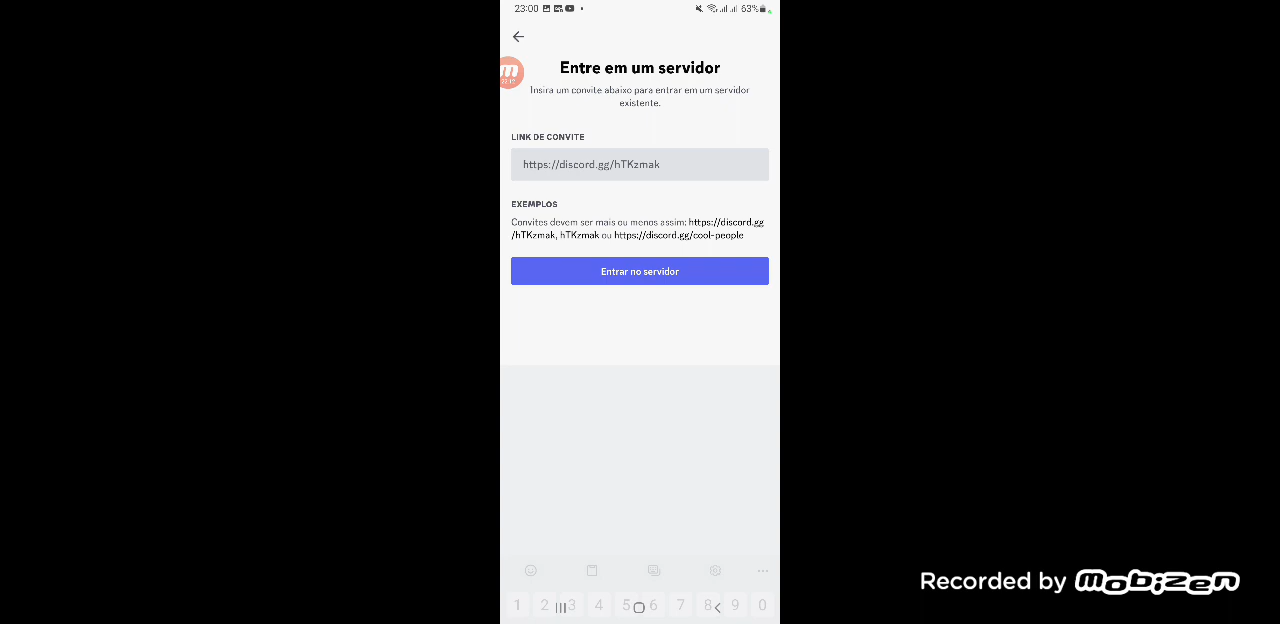 23:00
63%
Entre em um servidor
Insira um convite abaixo para entrar em um servidor
existente.
LINK DE CONVITE
https://discord.gg/hTKzmak
EXEMPLOS
Convites devem ser mais ou menos assim: https://discord.gg
/hTKzmak, hTKzmak ou https://discord.gg/cool-people
Entrar no servidor
1 2 3 4 5 6 7 8 9 0
Recorded by mobizen